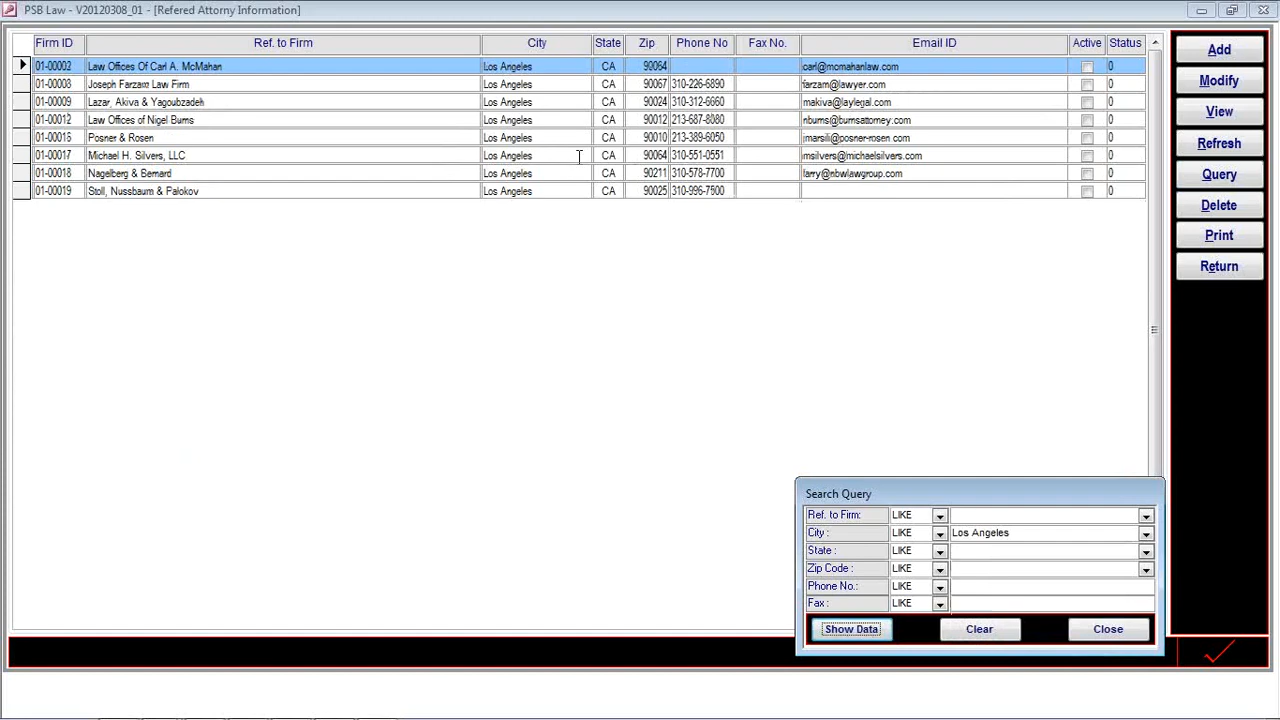 PSB Law - V20120308_01 - [Refered Attorny Information]
Firm ID Ref. to Firm City State Zip Phone No Fax No. Email ID Active Status
01-00002 Law Offices Of Carl A. McMahan Los Angeles CA 90064 carl@mcmahanlaw.com 0
01-00008 Joseph Farzam Law Firm Los Angeles CA 90067 310-226-6890 farzam@lawyer.com 0
01-00009 Lazar, Akiva & Yagoubzadeh Los Angeles CA 90024 310-312-6660 makiva@laylegal.com 0
01-00012 Law Offices of Nigel Burns Los Angeles CA 90012 213-687-8080 nburns@burnsattorney.com 0
01-00016 Posner & Rosen Los Angeles CA 90010 213-389-6050 jmarsili@posner-rosen.com 0
01-00017 Michael H. Silvers, LLC Los Angeles CA 90064 310-551-0551 msilvers@michaelsilvers.com 0
01-00018 Nagelberg & Bernard Los Angeles CA 90211 310-578-7700 larry@nbwlawgroup.com 0
01-00019 Stoll, Nussbaum & Palokov Los Angeles CA 90025 310-996-7500 0
Add
Modify
View
Refresh
Query
Delete
Print
Return
Search Query
Ref. to Firm: LIKE
City : LIKE Los Angeles
State : LIKE
Zip Code : LIKE
Phone No.: LIKE
Fax : LIKE
Show Data Clear Close